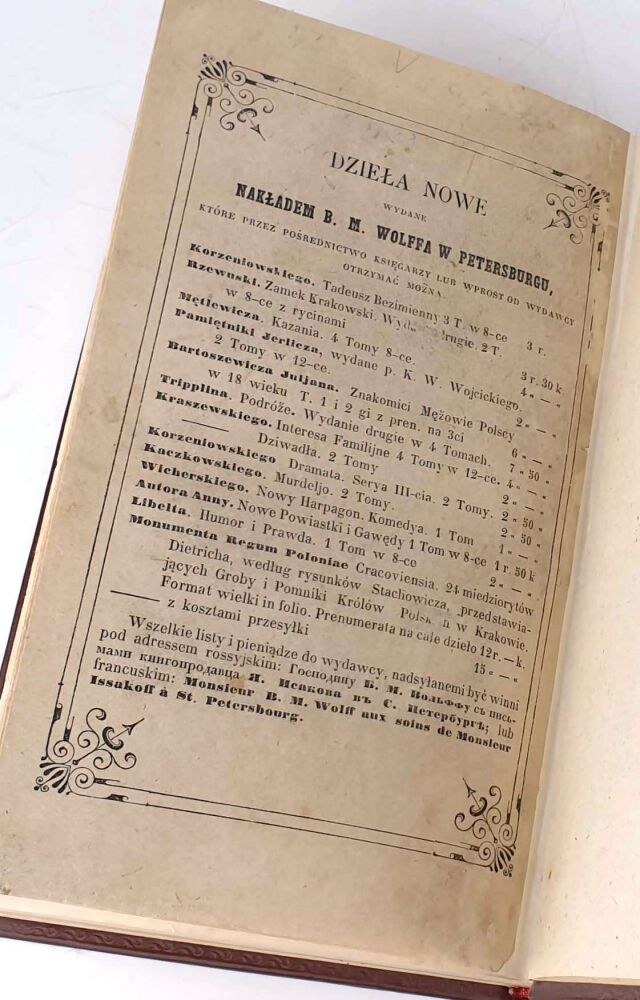 DZIEŁA NOWE
WYDANE
NAKŁADEM B. M. WOLFFA W PETERSBURGU,
KTÓRE PRZEZ POŚREDNICTWO KSIĘGARZY LUB WPROST OD WYDAWCY
OTRZYMAĆ MOŻNA.
Korzeniowskiego. Tadeusz Bezimienny 3 T. w 8-ce 3 r.
Rzewuski. Zamek Krakowski. drugie. 2 T.
w 8-ce z rycinami 3 r. 30 k
Mętlewicza. Kazania. 4 Tomy 8-ce. 4 „ — „
Pamiętniki Jerlicza, wydane p. K. W. Wojcickiego.
2 Tomy w 12-ce. 2 „ — „
Bartoszewicza Juljana. Znakomici Mężowie Polscy
w 18 wieku T. 1 i 2 gi z pren. na 3ci 6 „ — „
Tripplina. Podróże. Wydanie drugie w 4 Tomach. 7 „ 50 „
Kraszewskiego. Interesa Familijne 4 Tomy w 12-ce. 4 „ — „
—— Dziwadła. 2 Tomy 2 „ — „
Korzeniowskiego Dramata. Serya III-cia. 2 Tomy. 2 „ 50 „
Kaczkowskiego. Murdeljo. 2 Tomy. 2 „ 50 „
Wicherskiego. Nowy Harpagon. Komedya. 1 Tom 1 „ — „
Autora Anny. Nowe Powiastki i Gawędy 1 Tom w 8-ce 1 r. 50 k
Libelta. Humor i Prawda. 1 Tom w 8-ce 2 „ — „
Monumenta Regum Poloniae Cracoviensia. 24 miedziorytów
Dietricha, według rysunków Stachowicza, przedstawia-
jących Groby i Pomniki Królów w Krakowie.
Format wielki in folio. Prenumerata na całe dzieło 12 r. — k.
—— z kosztami przesyłki 15 „ — „
Wszelkie listy i pieniądze do wydawcy, nadsyłanemi być winni
pod adressem rossyjskim: Господину Б. М. Вольффу съ пись-
мами книгопродавца Я. Исакова въ С. Петербургѣ; lub
francuskim: Monsieur B. M. Wolff aux soins de Monsieur
Issakoff à St. Petersbourg.